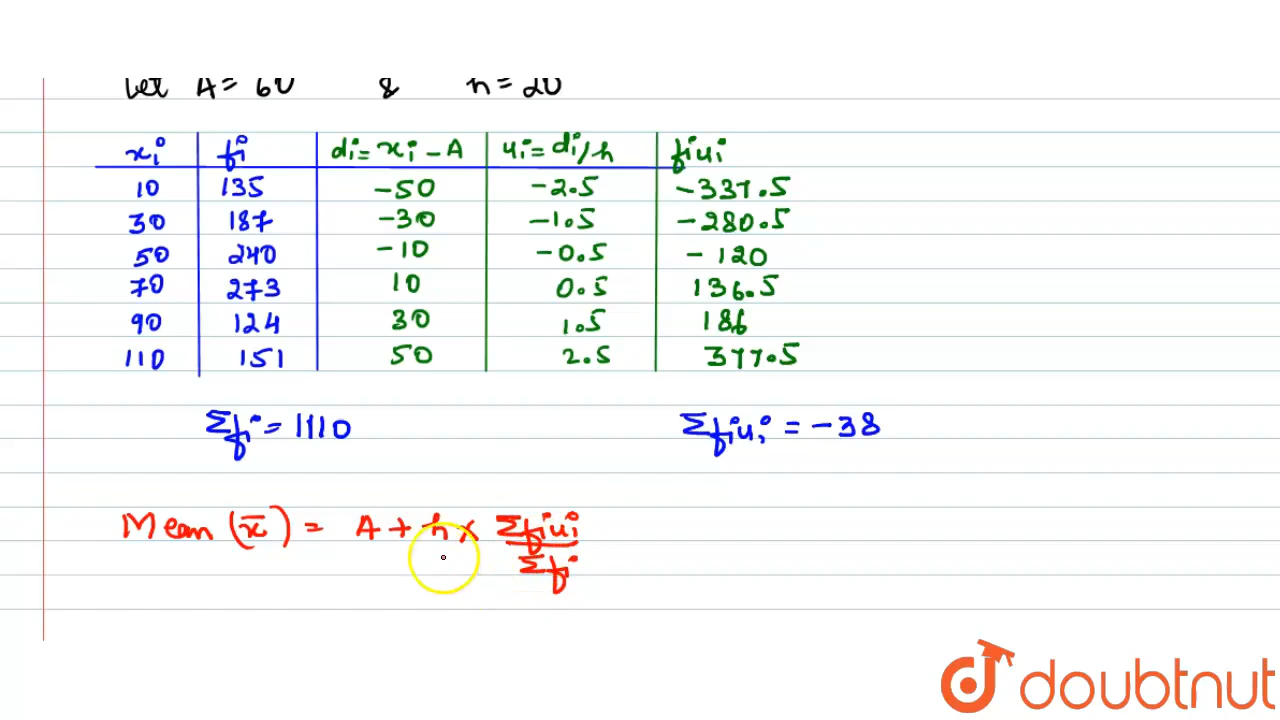 Let A = 60 & h = 20
xi fi di = xi - A ui = di/h fiui
10 135 -50 -2.5 -337.5
30 187 -30 -1.5 -280.5
50 240 -10 -0.5 -120
70 273 10 0.5 136.5
90 124 30 1.5 186
110 151 50 2.5 377.5
Σfi = 1110 Σfiui = -38
Mean (x̄) = A + h × Σfiui
Σfi
doubtnut